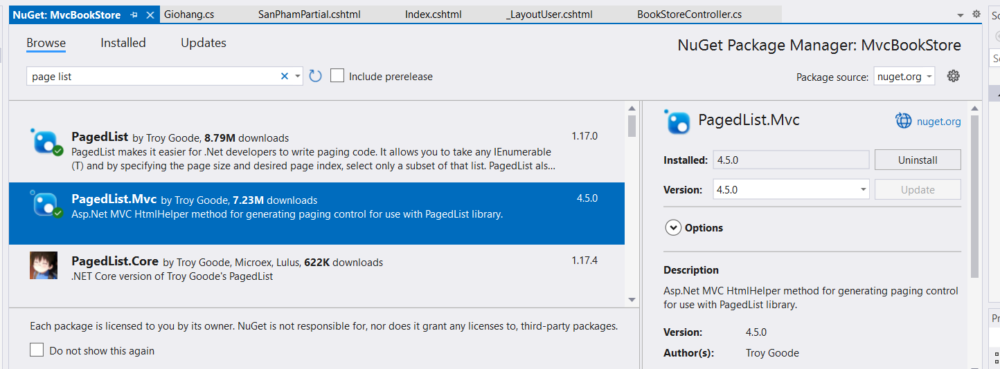 NuGet: MvcBookStore Giohang.cs SanPhamPartial.cshtml Index.cshtml _LayoutUser.cshtml BookStoreController.cs
Browse Installed Updates
NuGet Package Manager: MvcBookStore
page list
Include prerelease
Package source: nuget.org
PagedList by Troy Goode, 8.79M downloads
1.17.0
PagedList makes it easier for .Net developers to write paging code. It allows you to take any IEnumerable
(T) and by specifying the page size and desired page index, select only a subset of that list. PagedList als...
PagedList.Mvc by Troy Goode, 7.23M downloads
4.5.0
Asp.Net MVC HtmlHelper method for generating paging control for use with PagedList library.
PagedList.Core by Troy Goode, Microex, Lulus, 622K downloads
1.17.4
.NET Core version of Troy Goode's PagedList
Each package is licensed to you by its owner. NuGet is not responsible for, nor does it grant any licenses to, third-party packages.
Do not show this again
PagedList.Mvc
nuget.org
Installed: 4.5.0 Uninstall
Version: 4.5.0 Update
Options
Description
Asp.Net MVC HtmlHelper method for generating paging control
for use with PagedList library.
Version: 4.5.0
Author(s): Troy Goode